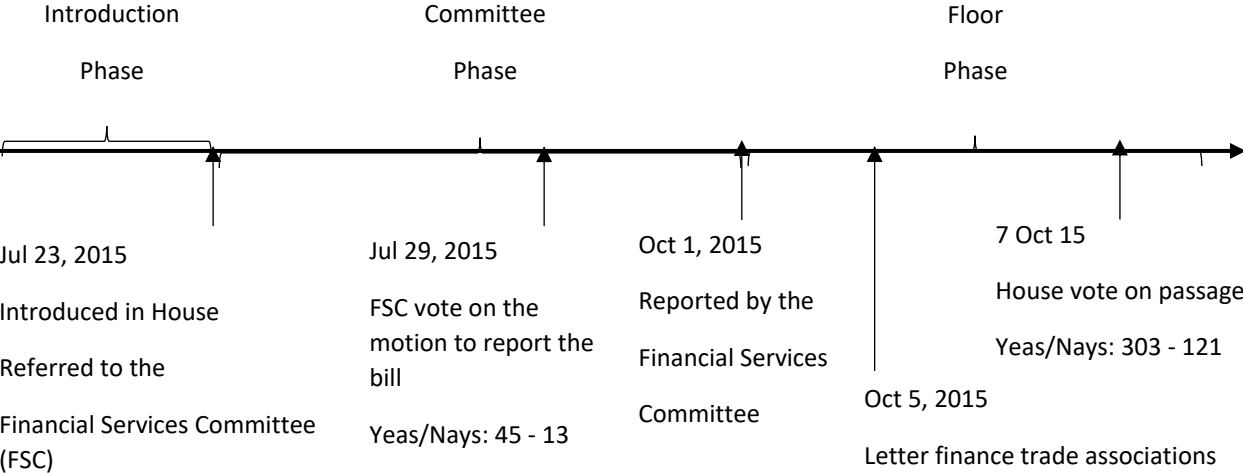 Introduction
Phase
Committee
Phase
Floor
Phase
Jul 23, 2015
Introduced in House
Referred to the
Financial Services Committee
(FSC)
Jul 29, 2015
FSC vote on the
motion to report the
bill
Yeas/Nays: 45 - 13
Oct 1, 2015
Reported by the
Financial Services
Committee
Oct 5, 2015
Letter finance trade associations
7 Oct 15
House vote on passage
Yeas/Nays: 303 - 121